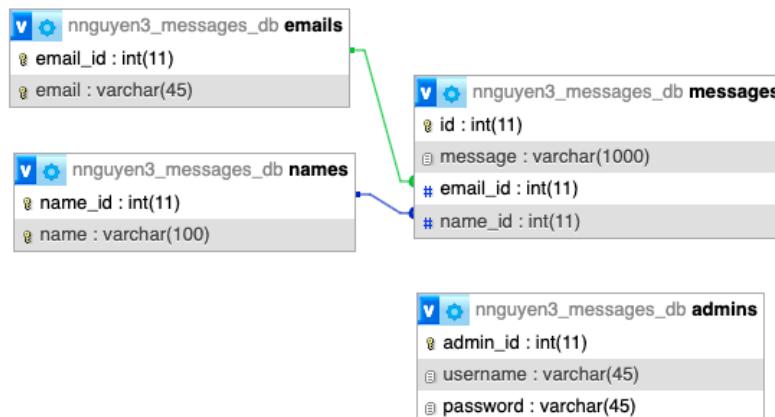 nnguyen3_messages_db emails
email_id : int(11)
email : varchar(45)
nnguyen3_messages_db messages
id : int(11)
message : varchar(1000)
# email_id : int(11)
# name_id : int(11)
nnguyen3_messages_db names
name_id : int(11)
name : varchar(100)
nnguyen3_messages_db admins
admin_id : int(11)
username : varchar(45)
password : varchar(45)